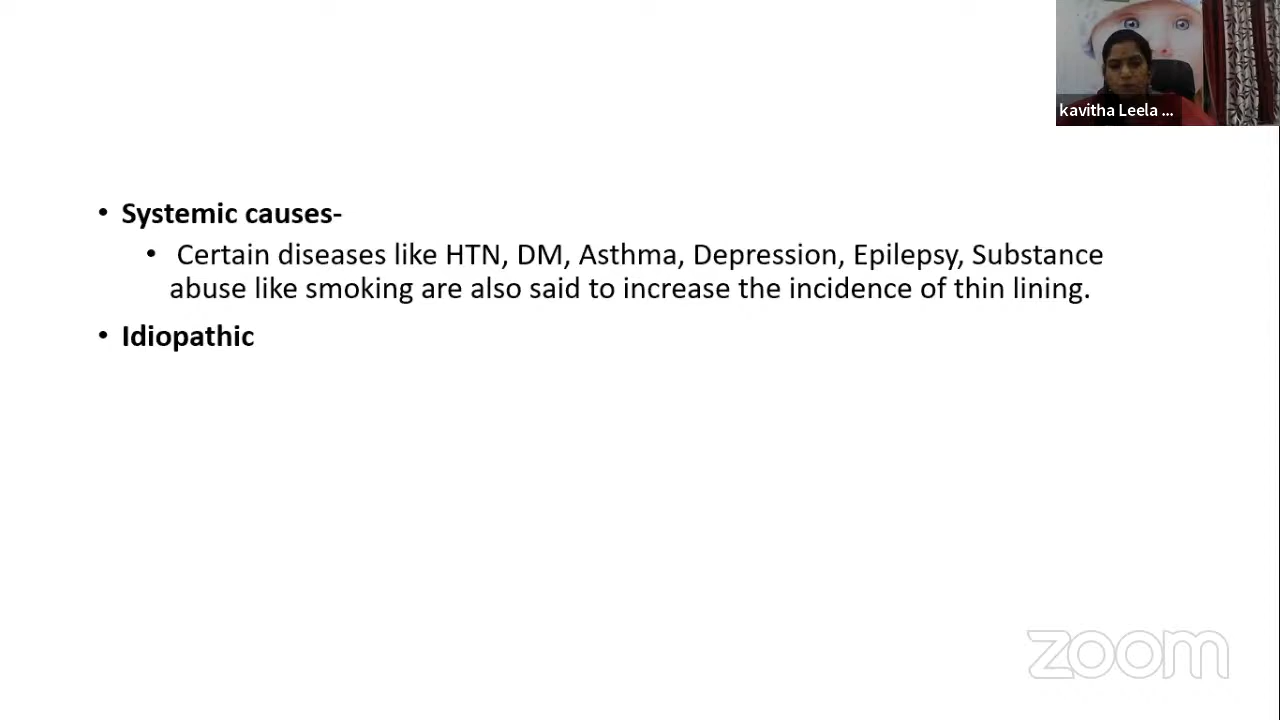 kavitha Leela ...
• Systemic causes-
• Certain diseases like HTN, DM, Asthma, Depression, Epilepsy, Substance
abuse like smoking are also said to increase the incidence of thin lining.
• Idiopathic
zoom